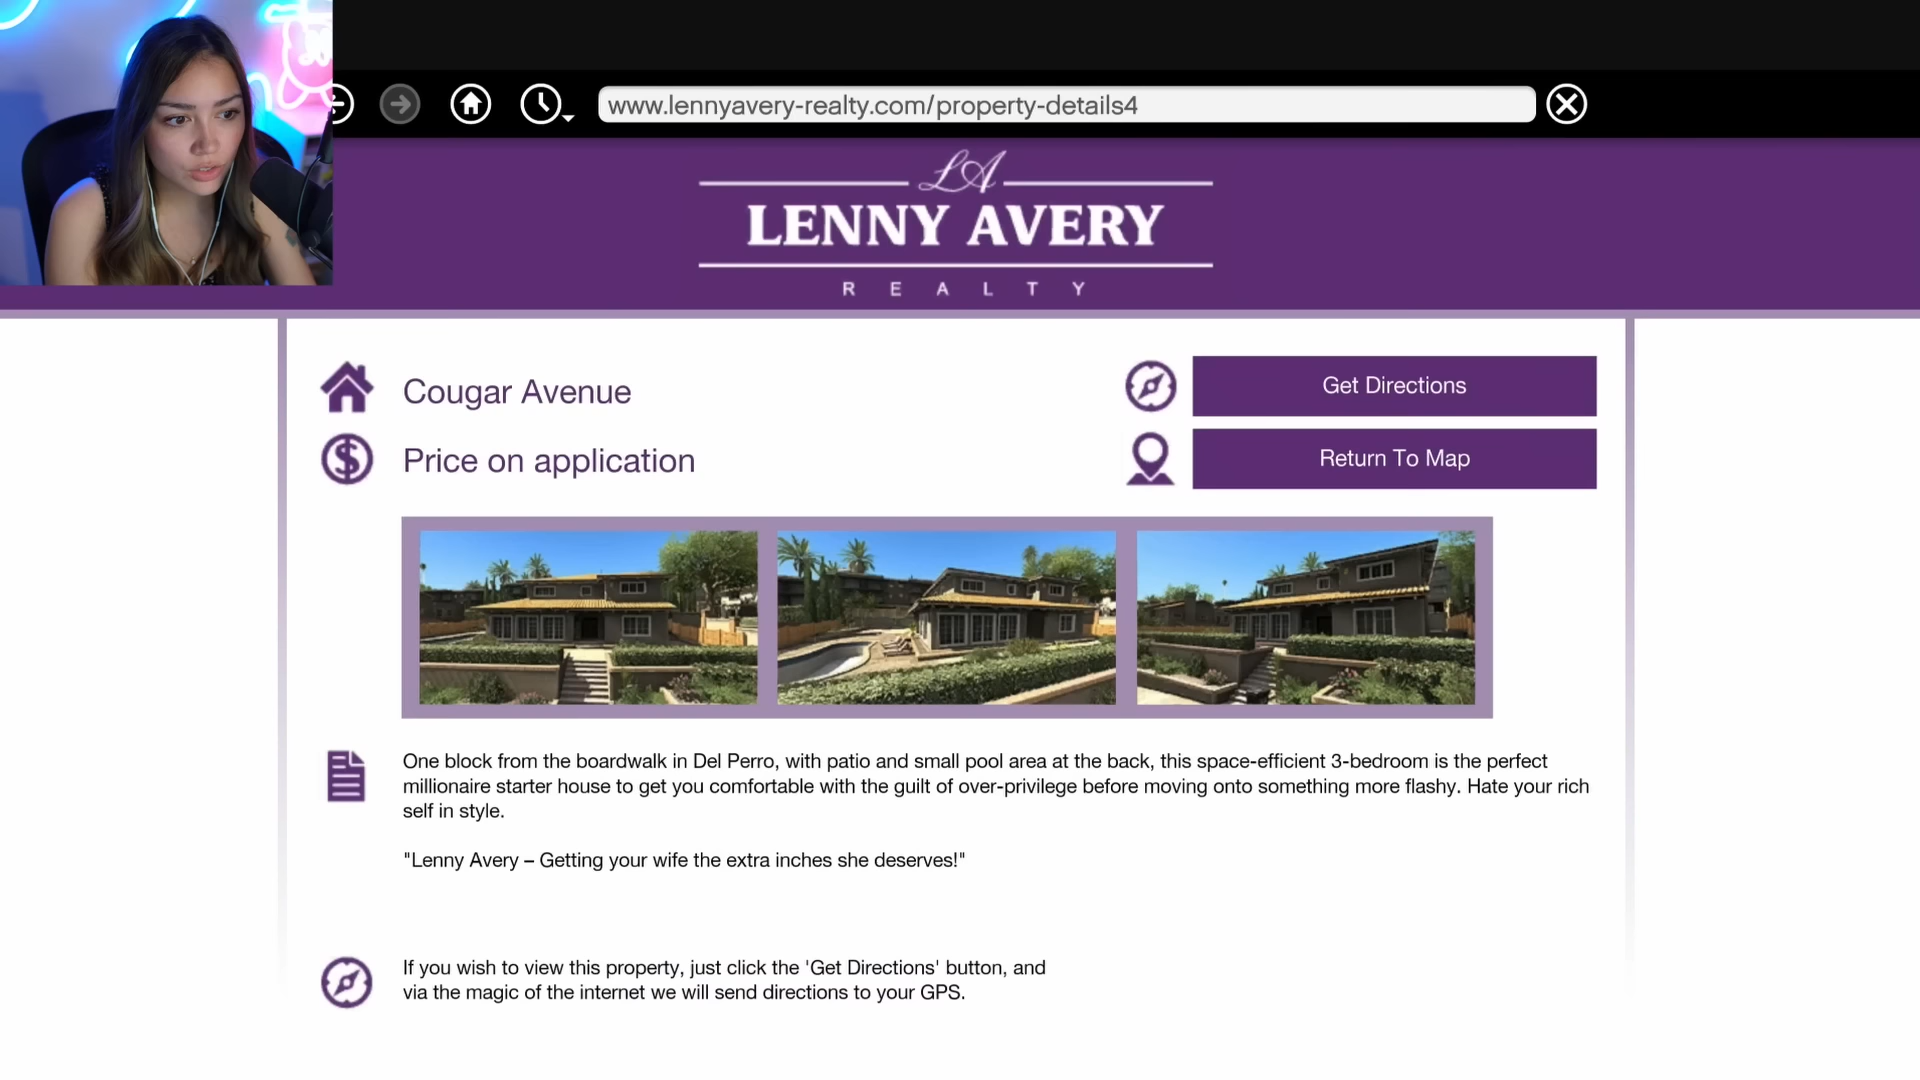 www.lennyavery-realty.com/property-details4
LA
LENNY AVERY
REALTY
Cougar Avenue
Get Directions
Price on application
Return To Map
One block from the boardwalk in Del Perro, with patio and small pool area at the back, this space-efficient 3-bedroom is the perfect
millionaire starter house to get you comfortable with the guilt of over-privilege before moving onto something more flashy. Hate your rich
self in style.
"Lenny Avery – Getting your wife the extra inches she deserves!"
If you wish to view this property, just click the 'Get Directions' button, and
via the magic of the internet we will send directions to your GPS.